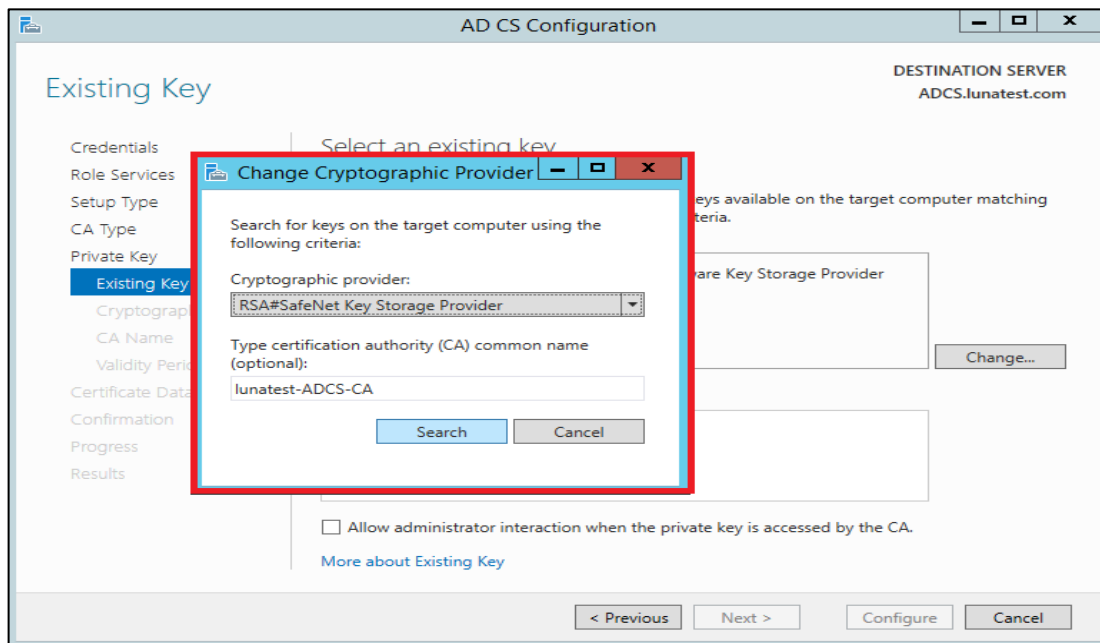 AD CS Configuration
Existing Key
DESTINATION SERVER
ADCS.lunatest.com
Credentials
Role Services
Setup Type
CA Type
Private Key
Existing Key
CA Name
Certificate Data
Confirmation
Progress
Results
Select an existing key
available on the target computer matching
Key Storage Provider
Change...
Change Cryptographic Provider
Search for keys on the target computer using the
following criteria:
Cryptographic provider:
RSA#SafeNet Key Storage Provider
Type certification authority (CA) common name
(optional):
lunatest-ADCS-CA
Search Cancel
Allow administrator interaction when the private key is accessed by the CA.
More about Existing Key
< Previous Next > Configure Cancel